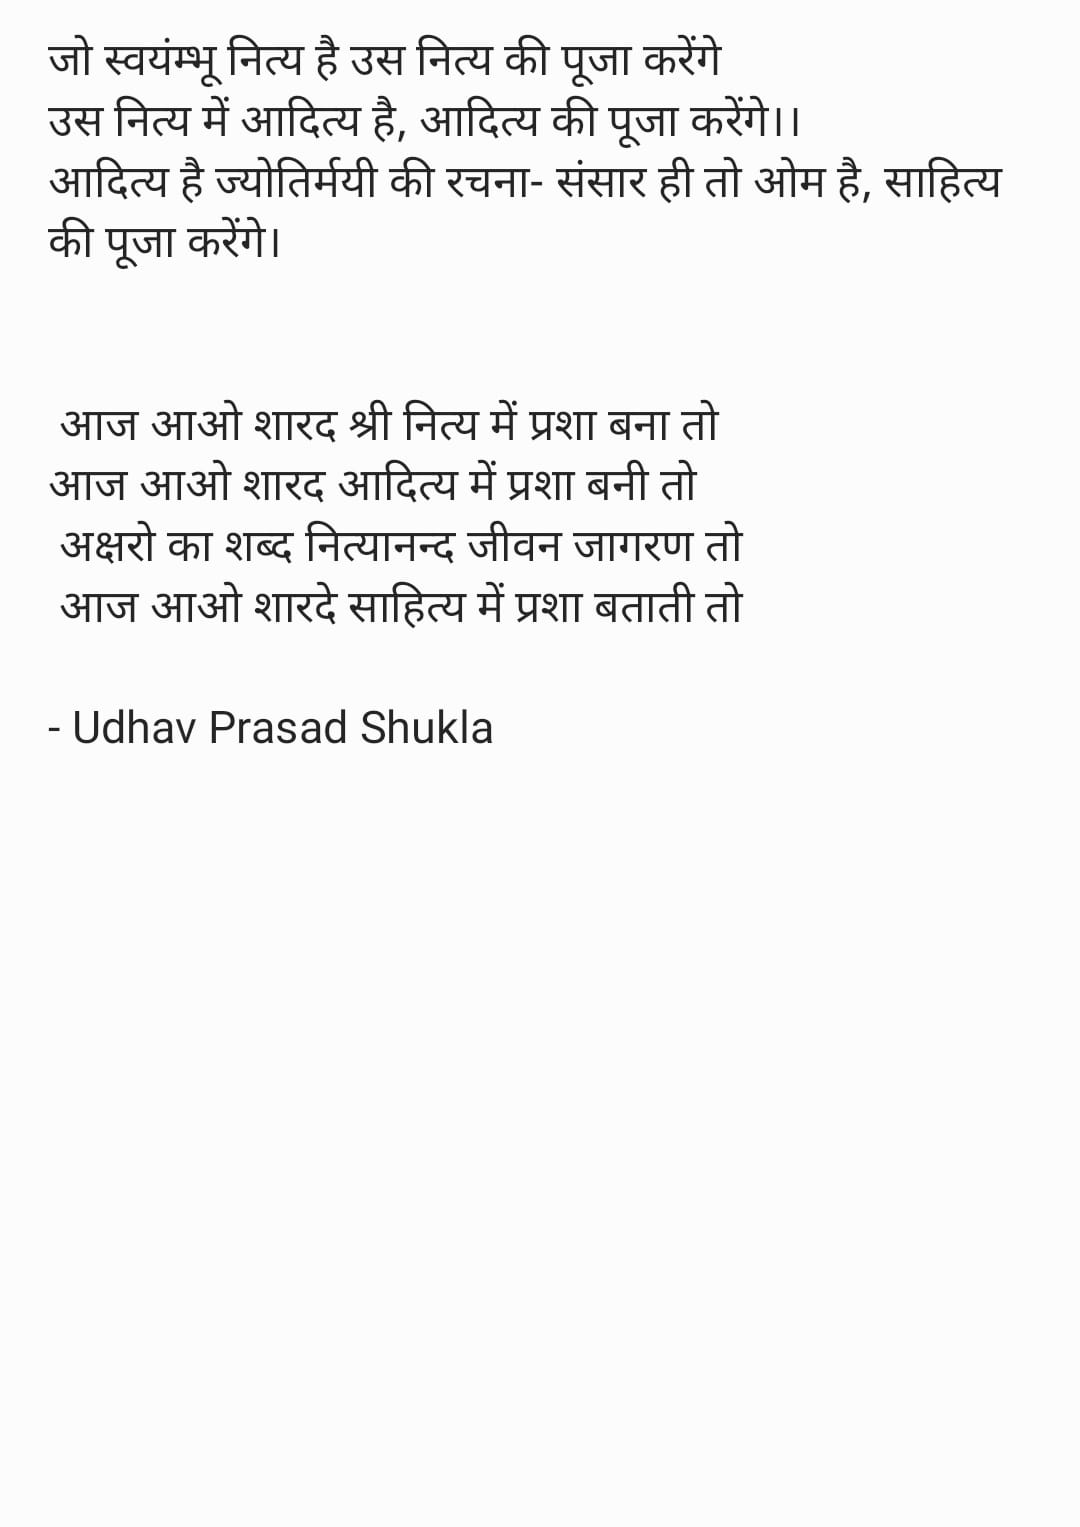 जो स्वयंम्भू नित्य है उस नित्य की पूजा करेंगे
उस नित्य में आदित्य है, आदित्य की पूजा करेंगे।।
आदित्य है ज्योतिर्मयी की रचना- संसार ही तो ओम है, साहित्य
की पूजा करेंगे।
आज आओ शारद श्री नित्य में प्रशा बना तो
आज आओ शारद आदित्य में प्रशा बनी तो
अक्षरो का शब्द नित्यानन्द जीवन जागरण तो
आज आओ शारदे साहित्य में प्रशा बताती तो
- Udhav Prasad Shukla